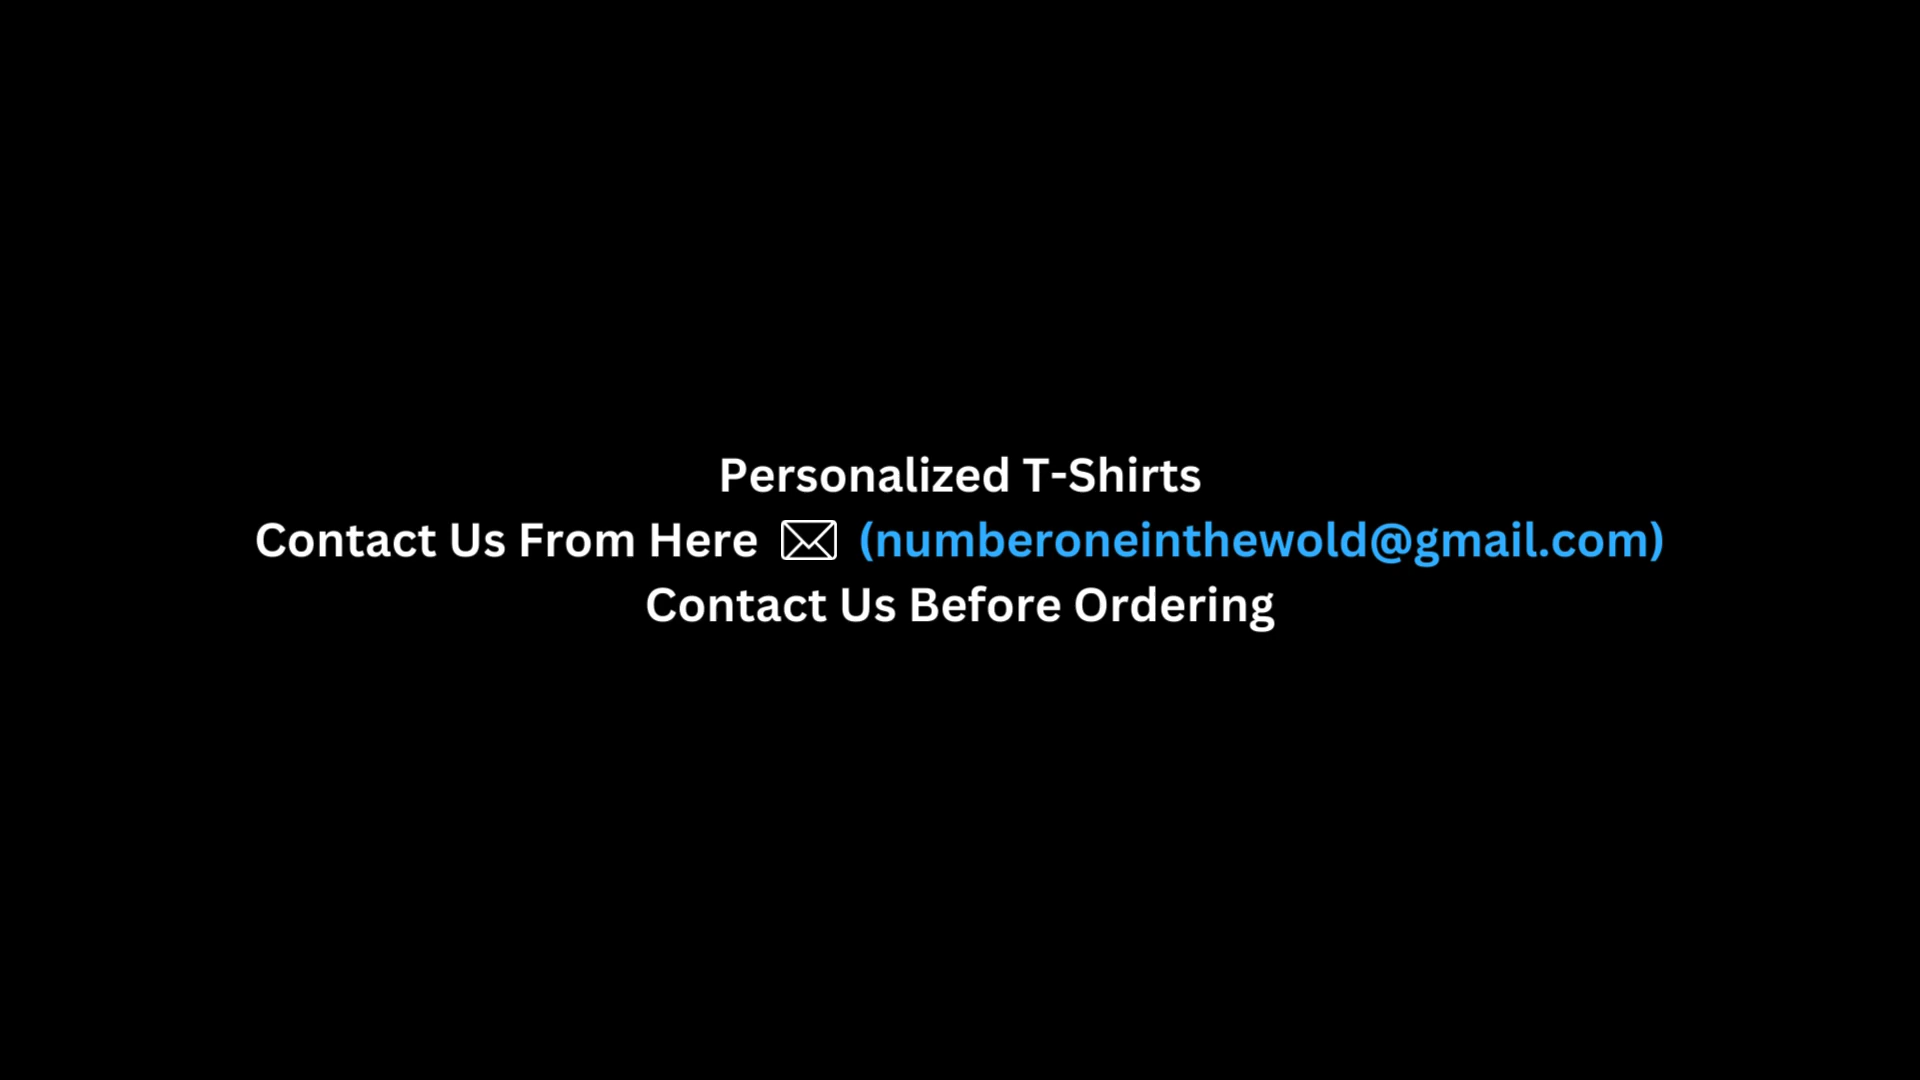 Personalized T-Shirts
Contact Us From Here ✉ (numberoneinthewold@gmail.com)
Contact Us Before Ordering